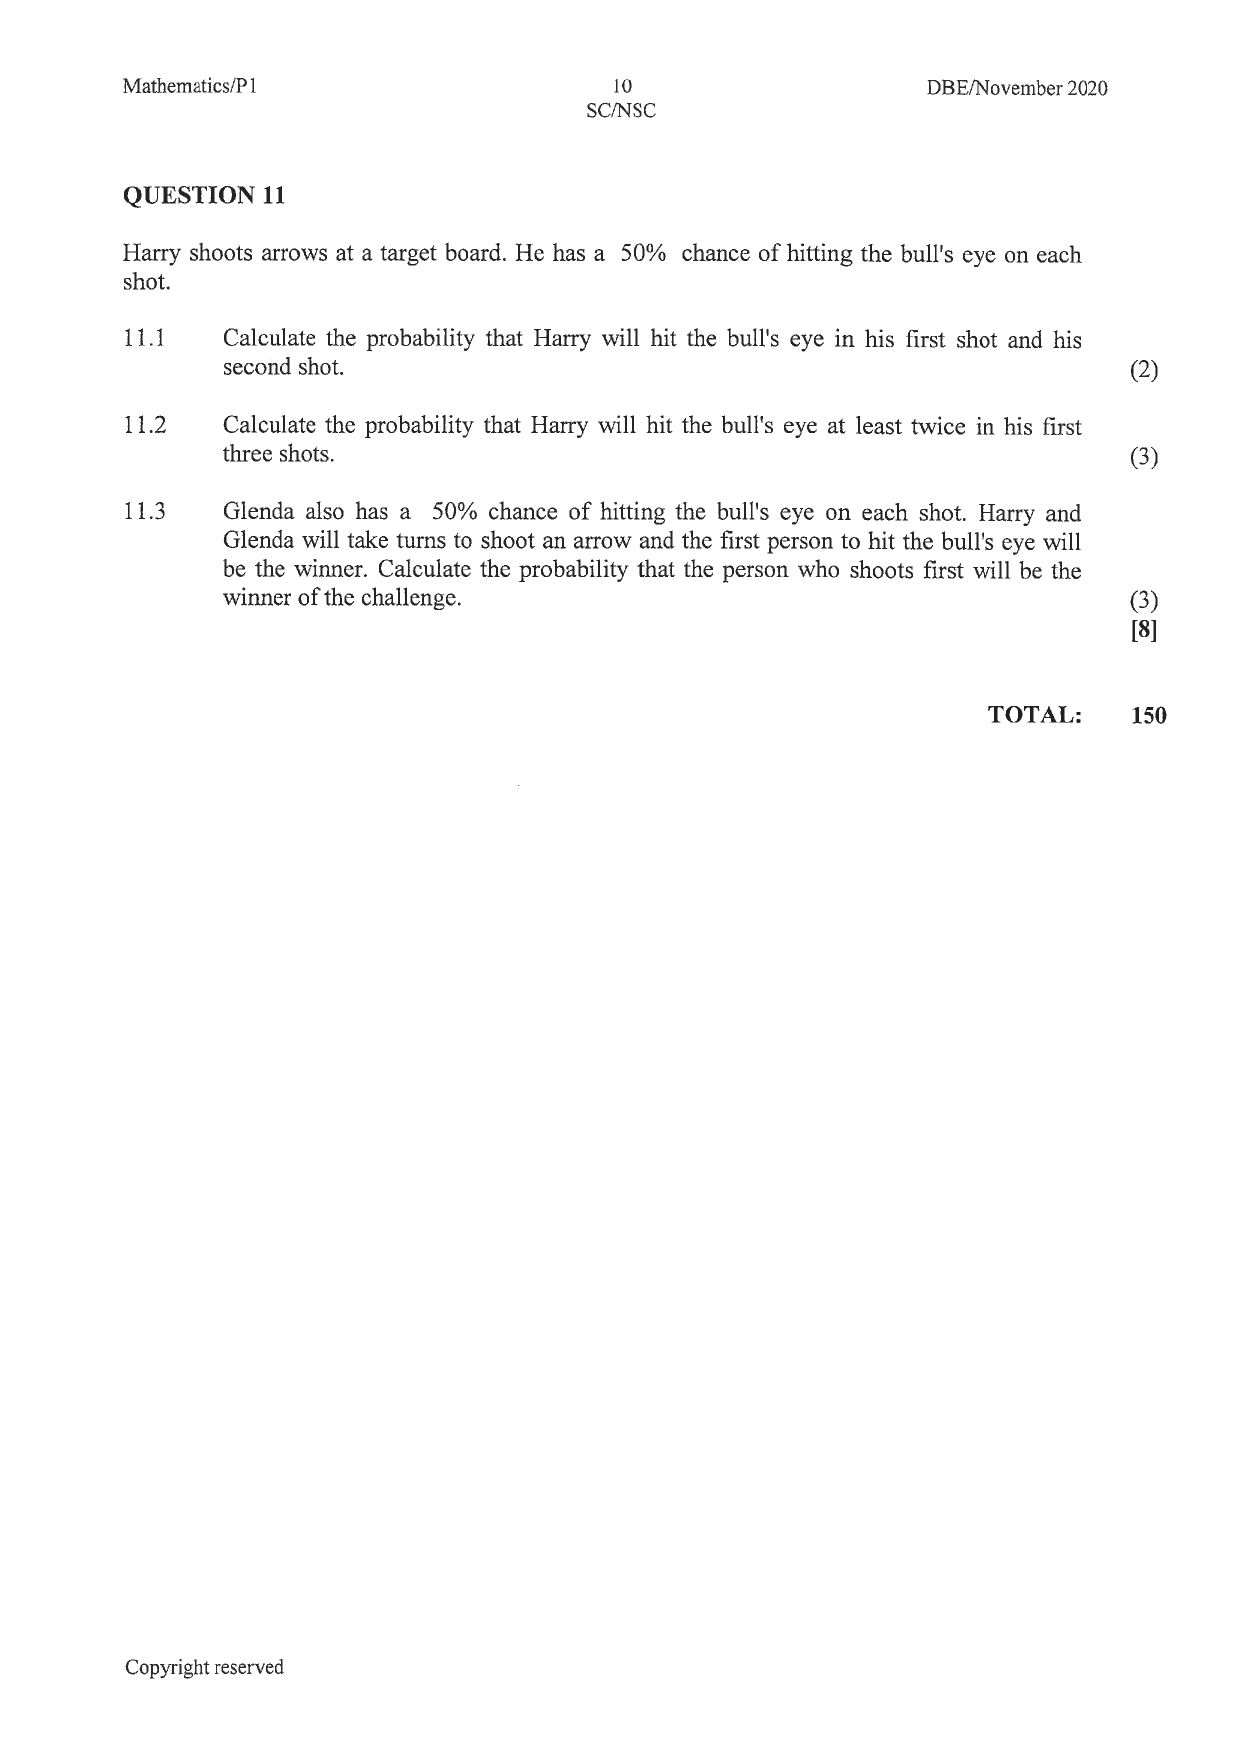 Mathematics/P1 10 DBE/November 2020
SC/NSC
QUESTION 11
Harry shoots arrows at a target board. He has a 50% chance of hitting the bull's eye on each
shot.
11.1 Calculate the probability that Harry will hit the bull's eye in his first shot and his
second shot. (2)
11.2 Calculate the probability that Harry will hit the bull's eye at least twice in his first
three shots. (3)
11.3 Glenda also has a 50% chance of hitting the bull's eye on each shot. Harry and
Glenda will take turns to shoot an arrow and the first person to hit the bull's eye will
be the winner. Calculate the probability that the person who shoots first will be the
winner of the challenge. (3)
[8]
TOTAL: 150
Copyright reserved